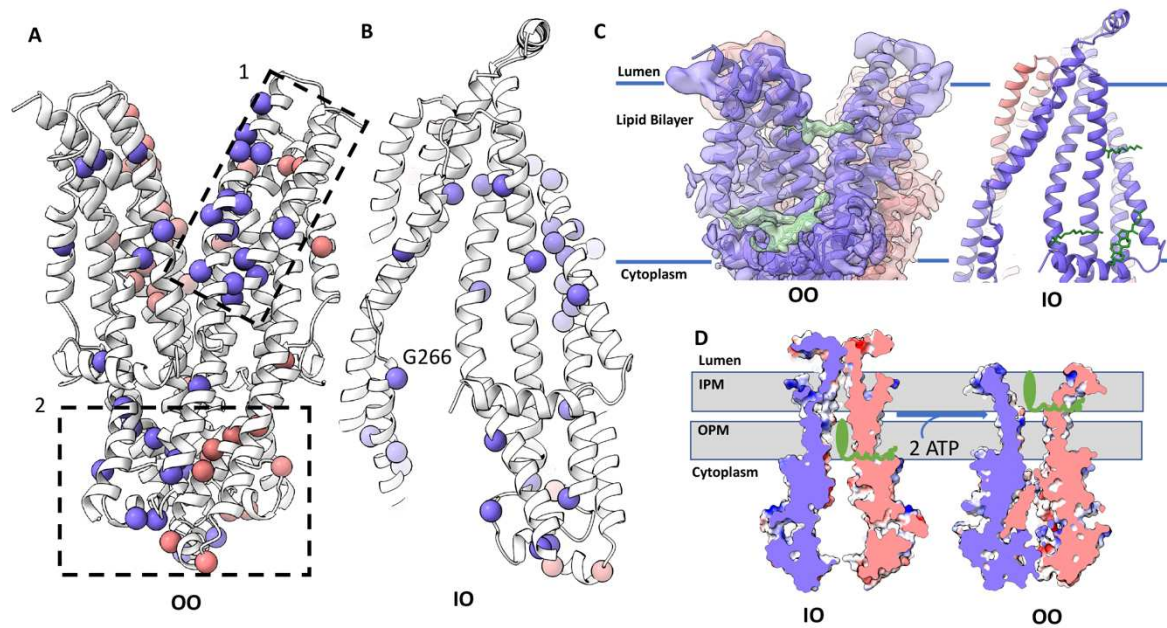 A
1
2
OO
B
G266
IO
C
Lumen
Lipid Bilayer
Cytoplasm
OO
IO
D
Lumen
IPM
OPM
2 ATP
Cytoplasm
IO
OO